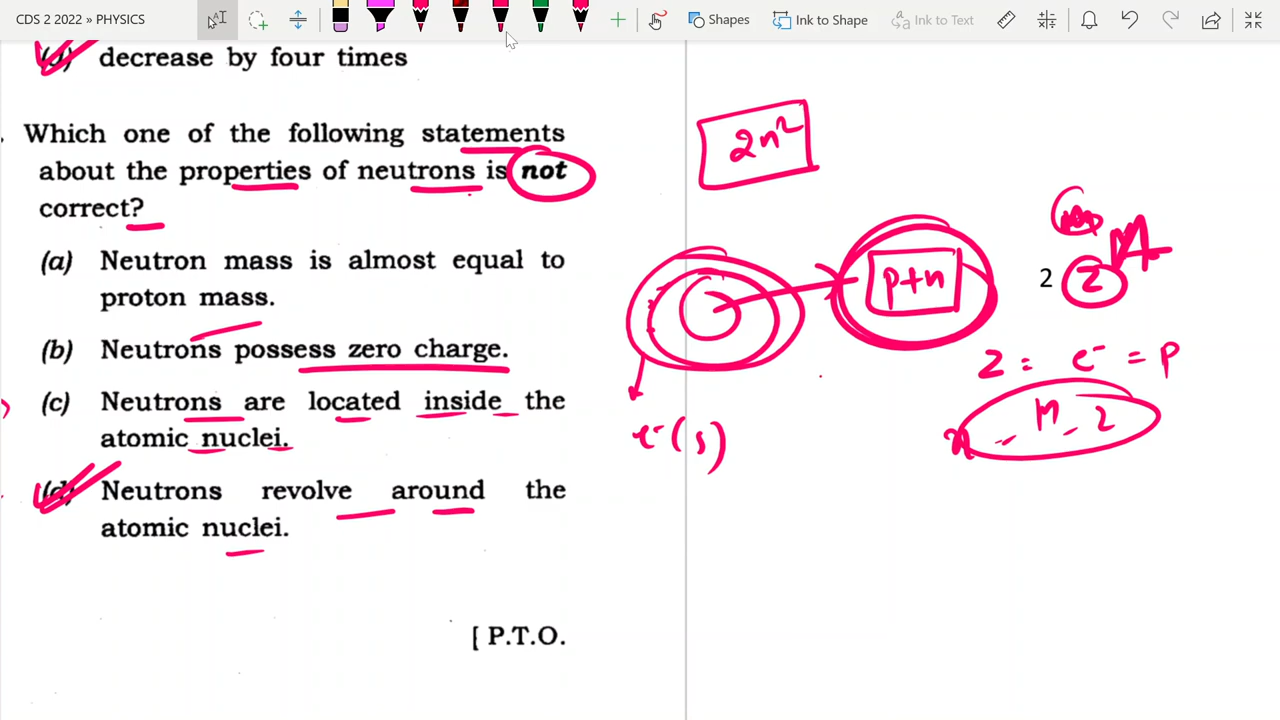 CDS 2 2022 » PHYSICS
Shapes
Ink to Shape
Ink to Text
decrease by four times
Which one of the following statements
about the properties of neutrons is not
correct?
(a) Neutron mass is almost equal to
proton mass.
(b) Neutrons possess zero charge.
(c) Neutrons are located inside the
atomic nuclei.
(d) Neutrons revolve around the
atomic nuclei.
[ P.T.O.
2n²
p+n
e⁻(s)
2
Z = e⁻ = p